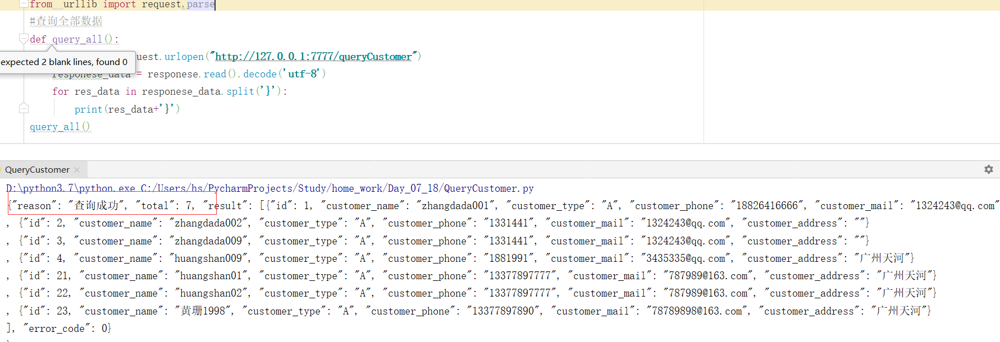 from  urllib import request,parse
#查询全部数据
def query_all():
expected 2 blank lines, found 0
uest.urlopen("http://127.0.0.1:7777/queryCustomer")
responese_data = responese.read().decode('utf-8')
for res_data in responese_data.split('}'):
print(res_data+'}')
query_all()
QueryCustomer
D:\python3.7\python.exe C:/Users/hs/PycharmProjects/Study/home_work/Day_07_18/QueryCustomer.py
{"reason": "查询成功", "total": 7, "result": [{"id": 1, "customer_name": "zhangdada001", "customer_type": "A", "customer_phone": "18826416666", "customer_mail": "1324243@qq.com"
, {"id": 2, "customer_name": "zhangdada002", "customer_type": "A", "customer_phone": "1331441", "customer_mail": "1324243@qq.com", "customer_address": ""}
, {"id": 3, "customer_name": "zhangdada009", "customer_type": "A", "customer_phone": "1331441", "customer_mail": "1324243@qq.com", "customer_address": ""}
, {"id": 4, "customer_name": "huangshan009", "customer_type": "A", "customer_phone": "1881991", "customer_mail": "3435335@qq.com", "customer_address": "广州天河"}
, {"id": 21, "customer_name": "huangshan01", "customer_type": "A", "customer_phone": "13377897777", "customer_mail": "787989@163.com", "customer_address": "广州天河"}
, {"id": 22, "customer_name": "huangshan02", "customer_type": "A", "customer_phone": "13377897777", "customer_mail": "787989@163.com", "customer_address": "广州天河"}
, {"id": 23, "customer_name": "黄珊1998", "customer_type": "A", "customer_phone": "13377897890", "customer_mail": "78789898@163.com", "customer_address": "广州天河"}
], "error_code": 0}